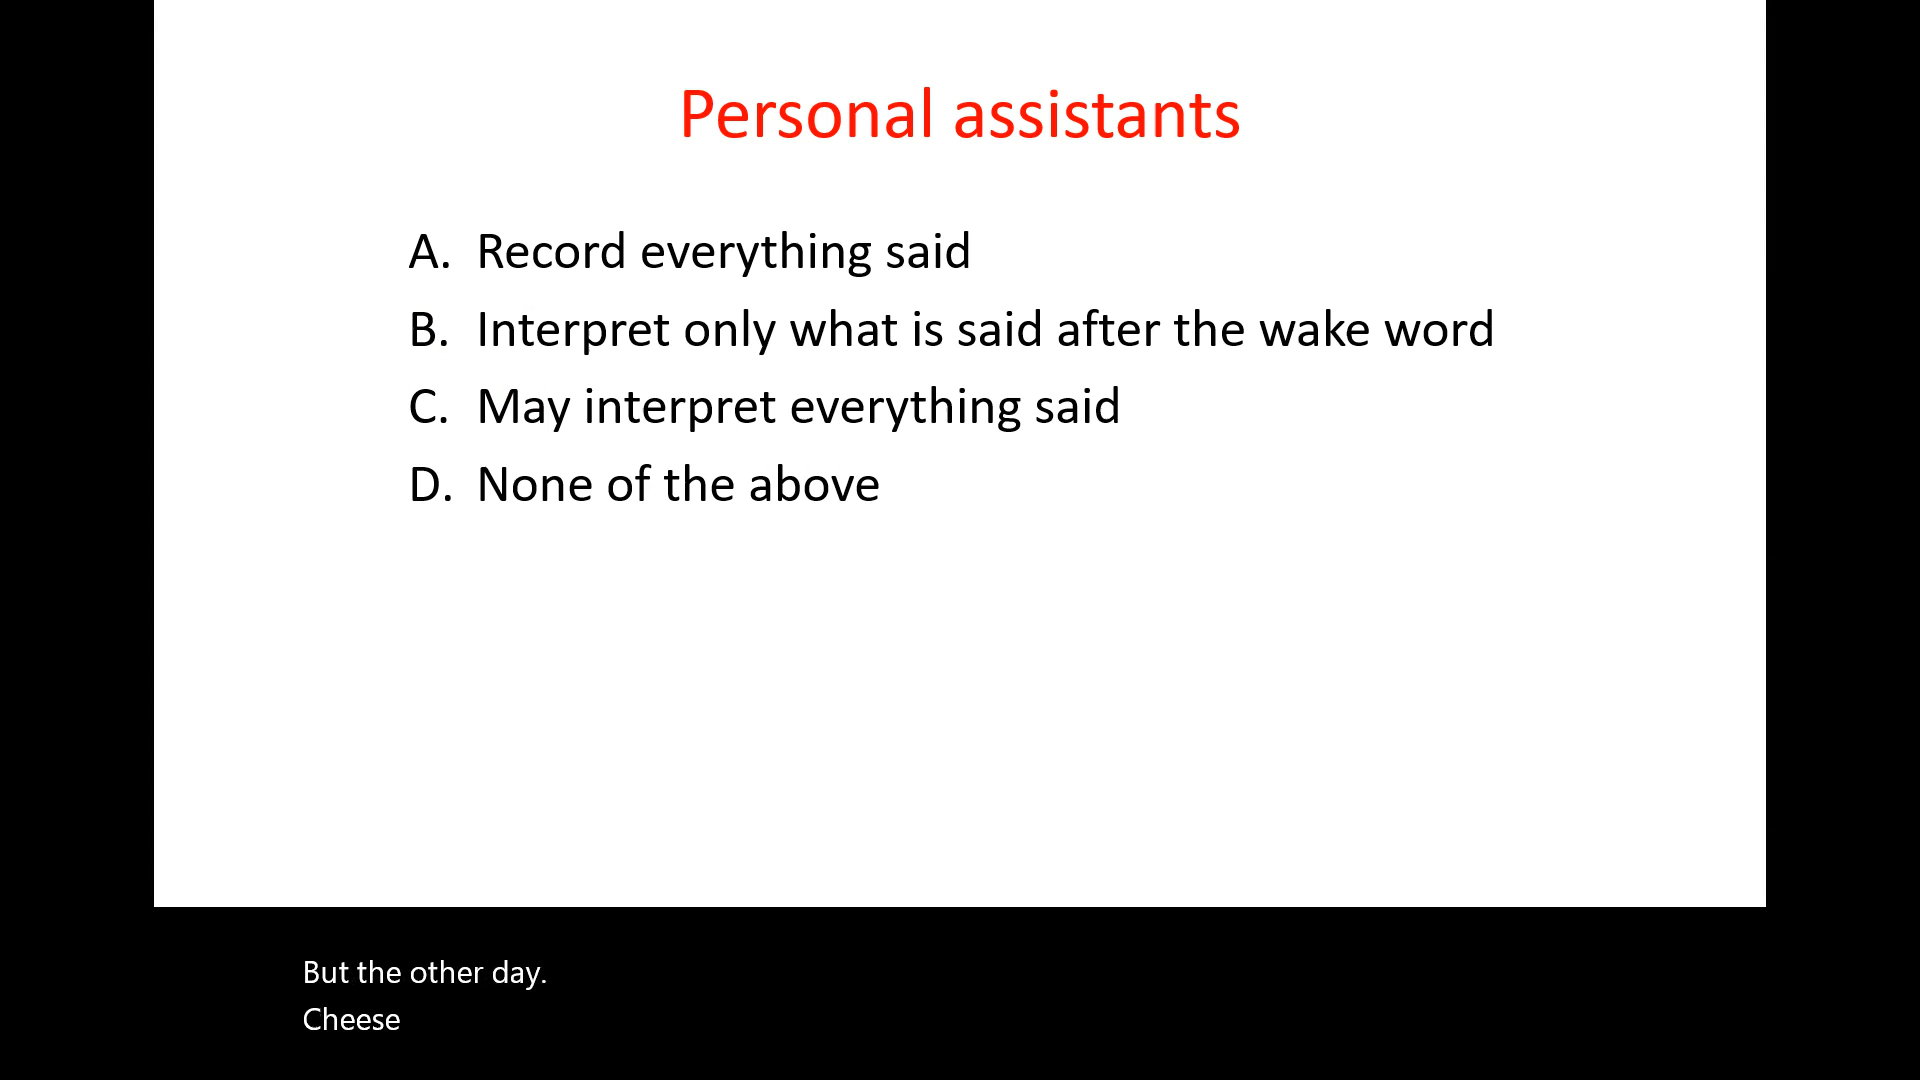 Personal assistants
A. Record everything said
B. Interpret only what is said after the wake word
C. May interpret everything said
D. None of the above
But the other day.
Cheese